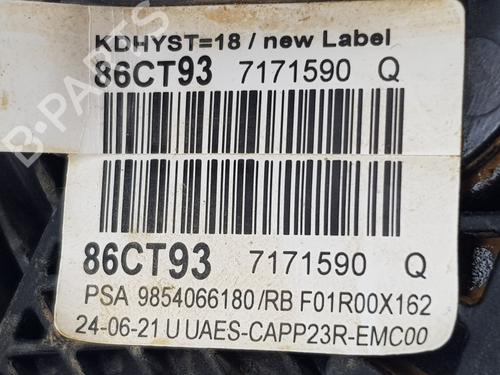 KDHYST=18 / new Label
86CT93 7171590 Q
86CT93 7171590 Q
PSA 9854066180/RB F01R00X162
24-06-21 U UAES-CAPP23R-EMC00
B-PARTS